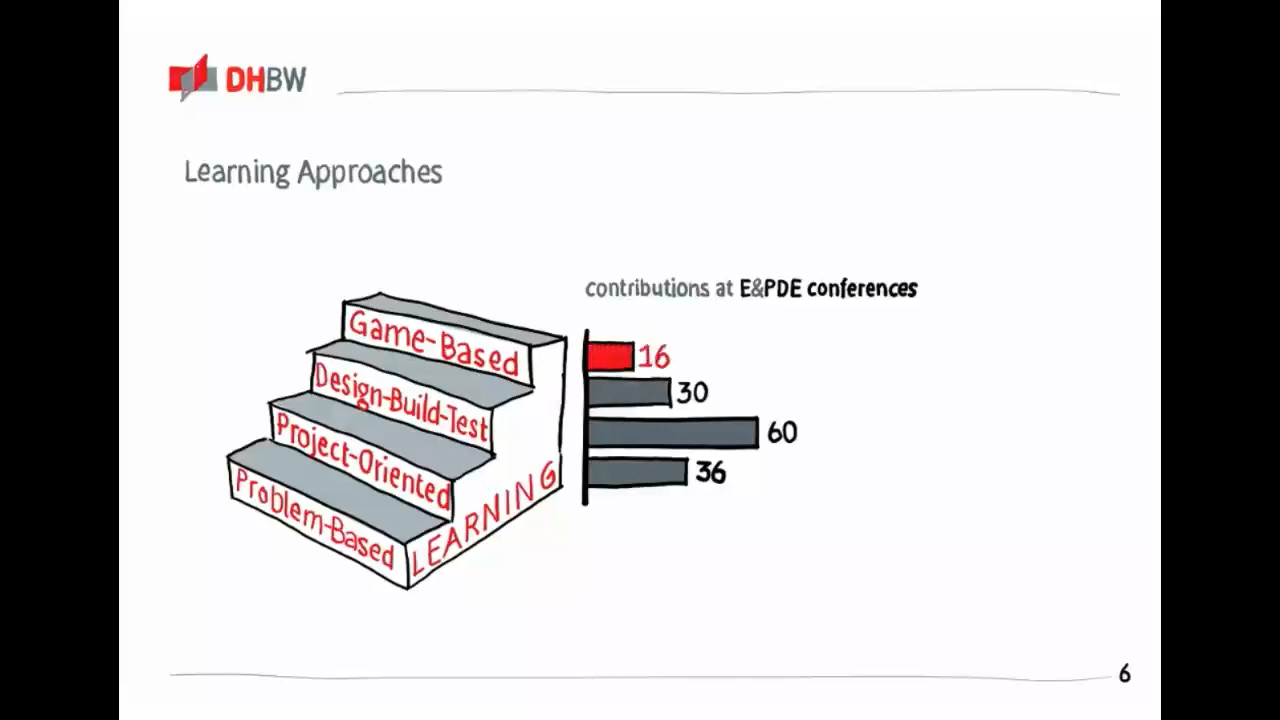 DHBW
Learning Approaches
contributions at E&PDE conferences
Game-Based
Design-Build-Test
Project-Oriented
Problem-Based
LEARNING
16
30
60
36
6